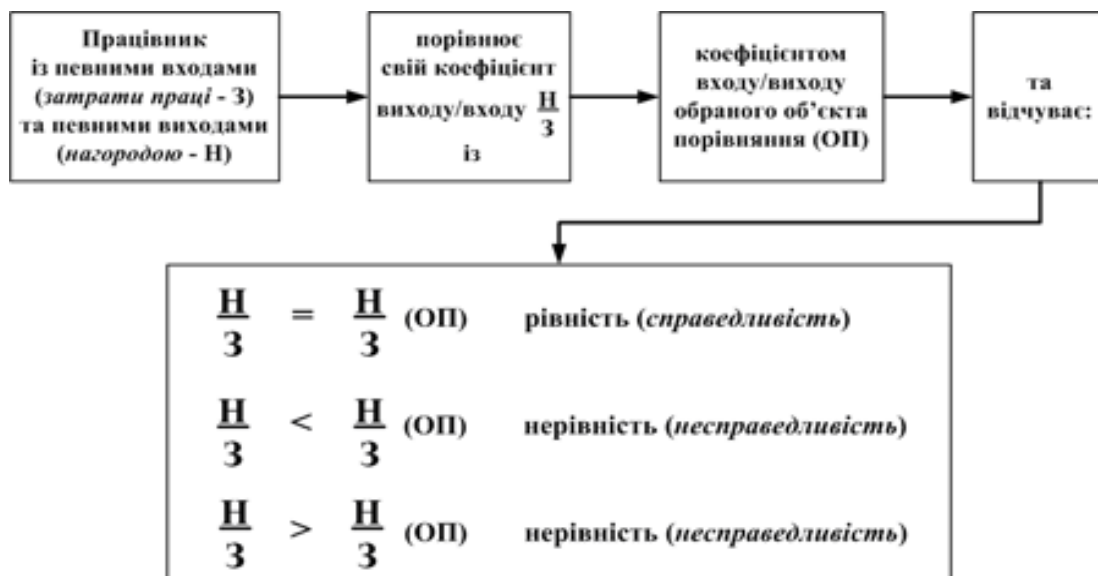 Працівник
із певними входами
(затрати праці - З)
та певними виходами
(нагородою - Н)
порівнює
свій коефіцієнт
виходу/входу Н/З
із
коефіцієнтом
входу/виходу
обраного об’єкта
порівняння (ОП)
та
відчуває:
Н/З = Н/З (ОП) рівність (справедливість)
Н/З < Н/З (ОП) нерівність (несправедливість)
Н/З > Н/З (ОП) нерівність (несправедливість)